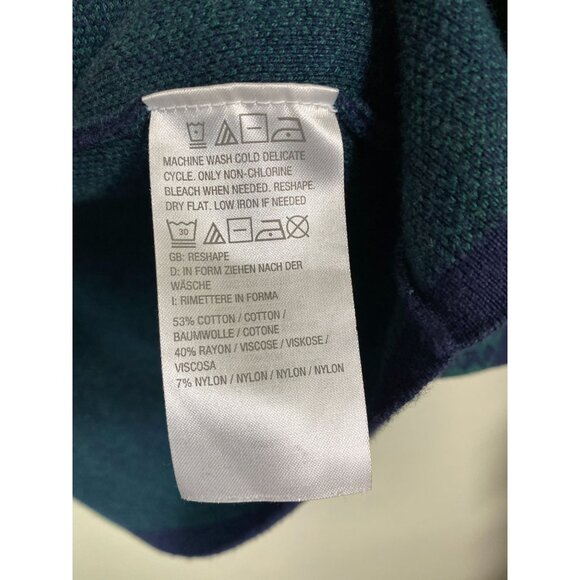 MACHINE WASH COLD DELICATE
CYCLE. ONLY NON-CHLORINE
BLEACH WHEN NEEDED. RESHAPE.
DRY FLAT. LOW IRON IF NEEDED
30
GB: RESHAPE
D: IN FORM ZIEHEN NACH DER
WÄSCHE
I: RIMETTERE IN FORMA
53% COTTON / COTTON /
BAUMWOLLE / COTONE
40% RAYON / VISCOSE / VISKOSE /
VISCOSA
7% NYLON / NYLON / NYLON / NYLON